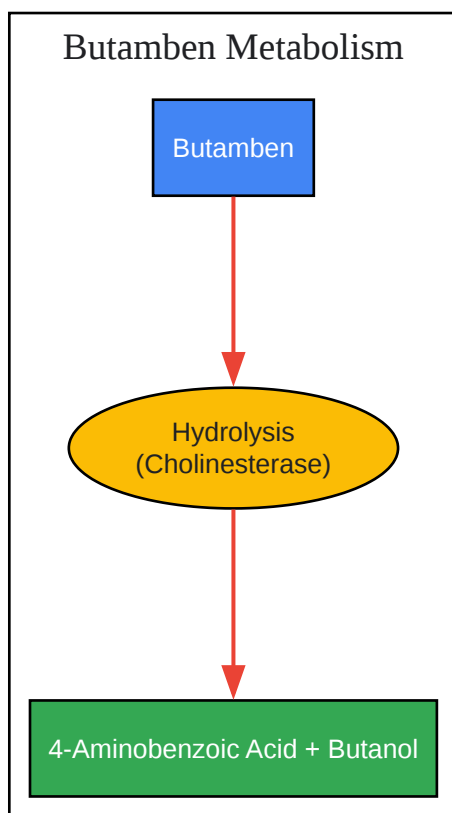 Butamben Metabolism
Butamben
Hydrolysis
(Cholinesterase)
4-Aminobenzoic Acid + Butanol